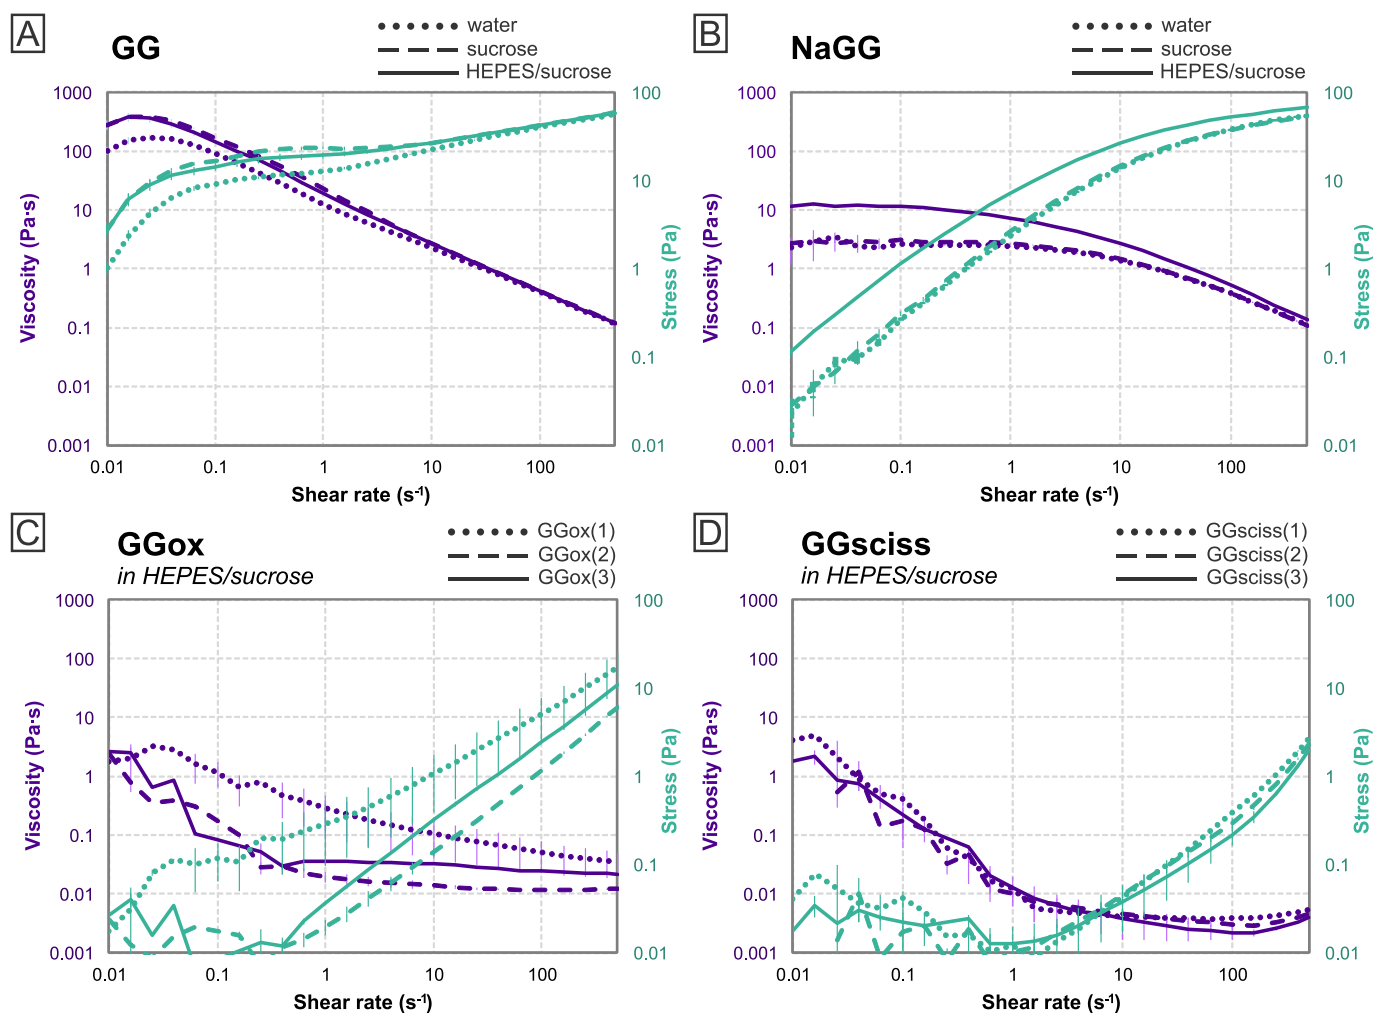 A
GG
water
sucrose
HEPES/sucrose
1000
100
10
1
0.1
0.01
0.001
Viscosity (Pa·s)
100
10
1
0.1
0.01
Stress (Pa)
0.01
0.1
1
10
100
Shear rate (s⁻¹)
B
NaGG
water
sucrose
HEPES/sucrose
1000
100
10
1
0.1
0.01
0.001
Viscosity (Pa·s)
100
10
1
0.1
0.01
Stress (Pa)
0.01
0.1
1
10
100
Shear rate (s⁻¹)
C
GGox
in HEPES/sucrose
GGox(1)
GGox(2)
GGox(3)
1000
100
10
1
0.1
0.01
0.001
Viscosity (Pa·s)
100
10
1
0.1
0.01
Stress (Pa)
0.01
0.1
1
10
100
Shear rate (s⁻¹)
D
GGsciss
in HEPES/sucrose
GGsciss(1)
GGsciss(2)
GGsciss(3)
1000
100
10
1
0.1
0.01
0.001
Viscosity (Pa·s)
100
10
1
0.1
0.01
Stress (Pa)
0.01
0.1
1
10
100
Shear rate (s⁻¹)